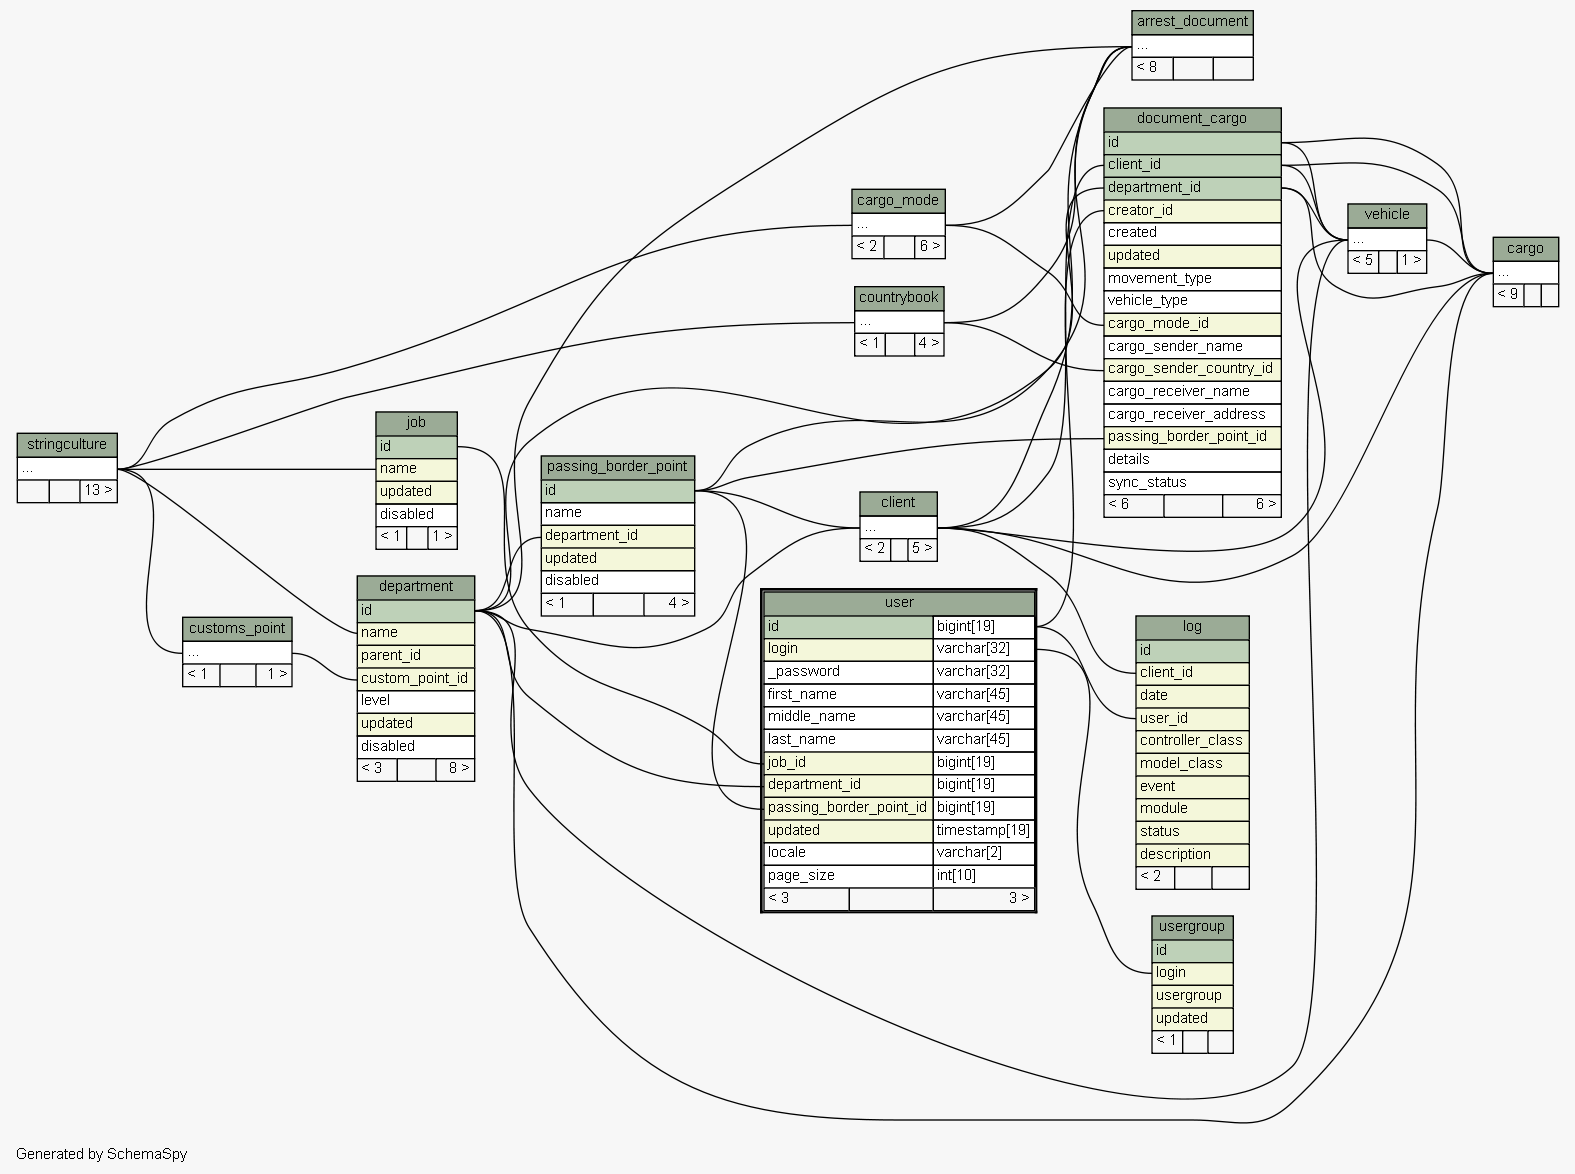 arrest_document
...
< 8
document_cargo
id
client_id
department_id
creator_id
created
updated
movement_type
vehicle_type
cargo_mode_id
cargo_sender_name
cargo_sender_country_id
cargo_receiver_name
cargo_receiver_address
passing_border_point_id
details
sync_status
< 6 6 >
cargo_mode
...
< 2 6 >
vehicle
...
< 5 1 >
cargo
...
< 9
countrybook
...
< 1 4 >
stringculture
...
13 >
job
id
name
updated
disabled
< 1 1 >
passing_border_point
id
name
department_id
updated
disabled
< 1 4 >
client
...
< 2 5 >
department
id
name
parent_id
custom_point_id
level
updated
disabled
< 3 8 >
customs_point
...
< 1 1 >
user
id bigint[19]
login varchar[32]
_password varchar[32]
first_name varchar[45]
middle_name varchar[45]
last_name varchar[45]
job_id bigint[19]
department_id bigint[19]
passing_border_point_id bigint[19]
updated timestamp[19]
locale varchar[2]
page_size int[10]
< 3 3 >
log
id
client_id
date
user_id
controller_class
model_class
event
module
status
description
< 2
usergroup
id
login
usergroup
updated
< 1
Generated by SchemaSpy